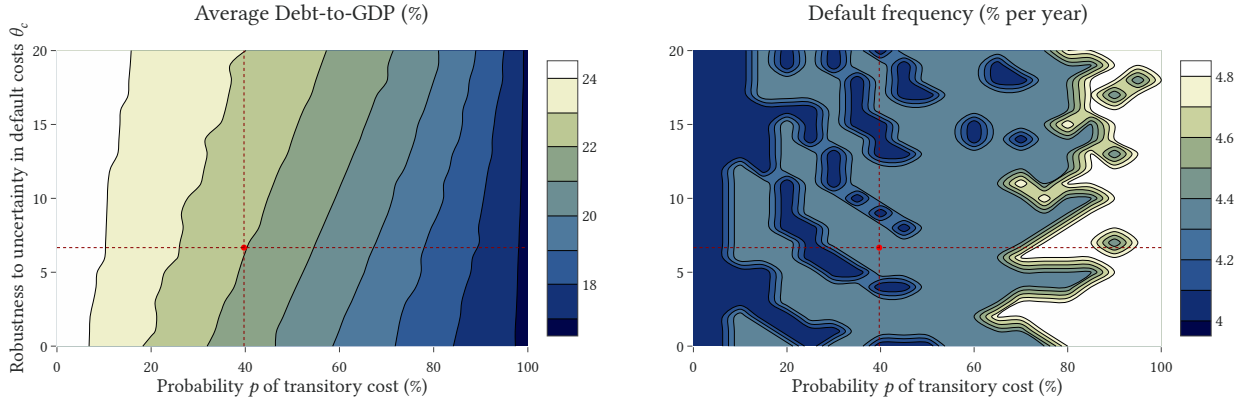 Average Debt-to-GDP (%)
Robustness to uncertainty in default costs θc
20
15
10
5
0
0 20 40 60 80 100
Probability p of transitory cost (%)
24
22
20
18
Default frequency (% per year)
20
15
10
5
0
0 20 40 60 80 100
Probability p of transitory cost (%)
4.8
4.6
4.4
4.2
4